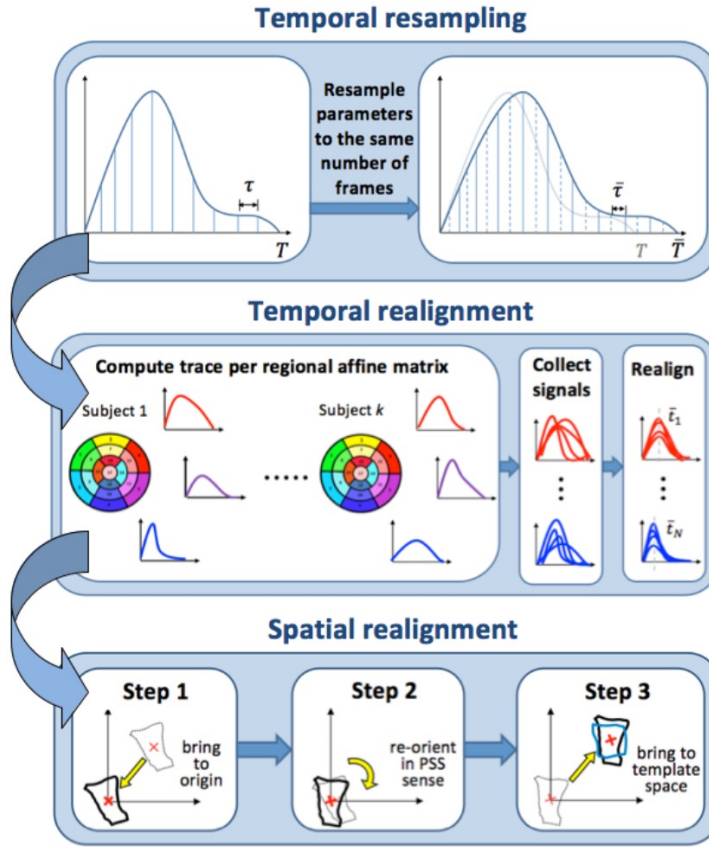 Temporal resampling
Resample
parameters
to the same
number of
frames
τ
T
τ̄
T
T̄
Temporal realignment
Compute trace per regional affine matrix
Subject 1
Subject k
Collect
signals
Realign
t̄₁
t̄_N
Spatial realignment
Step 1
bring
to
origin
Step 2
re-orient
in PSS
sense
Step 3
bring to
template
space